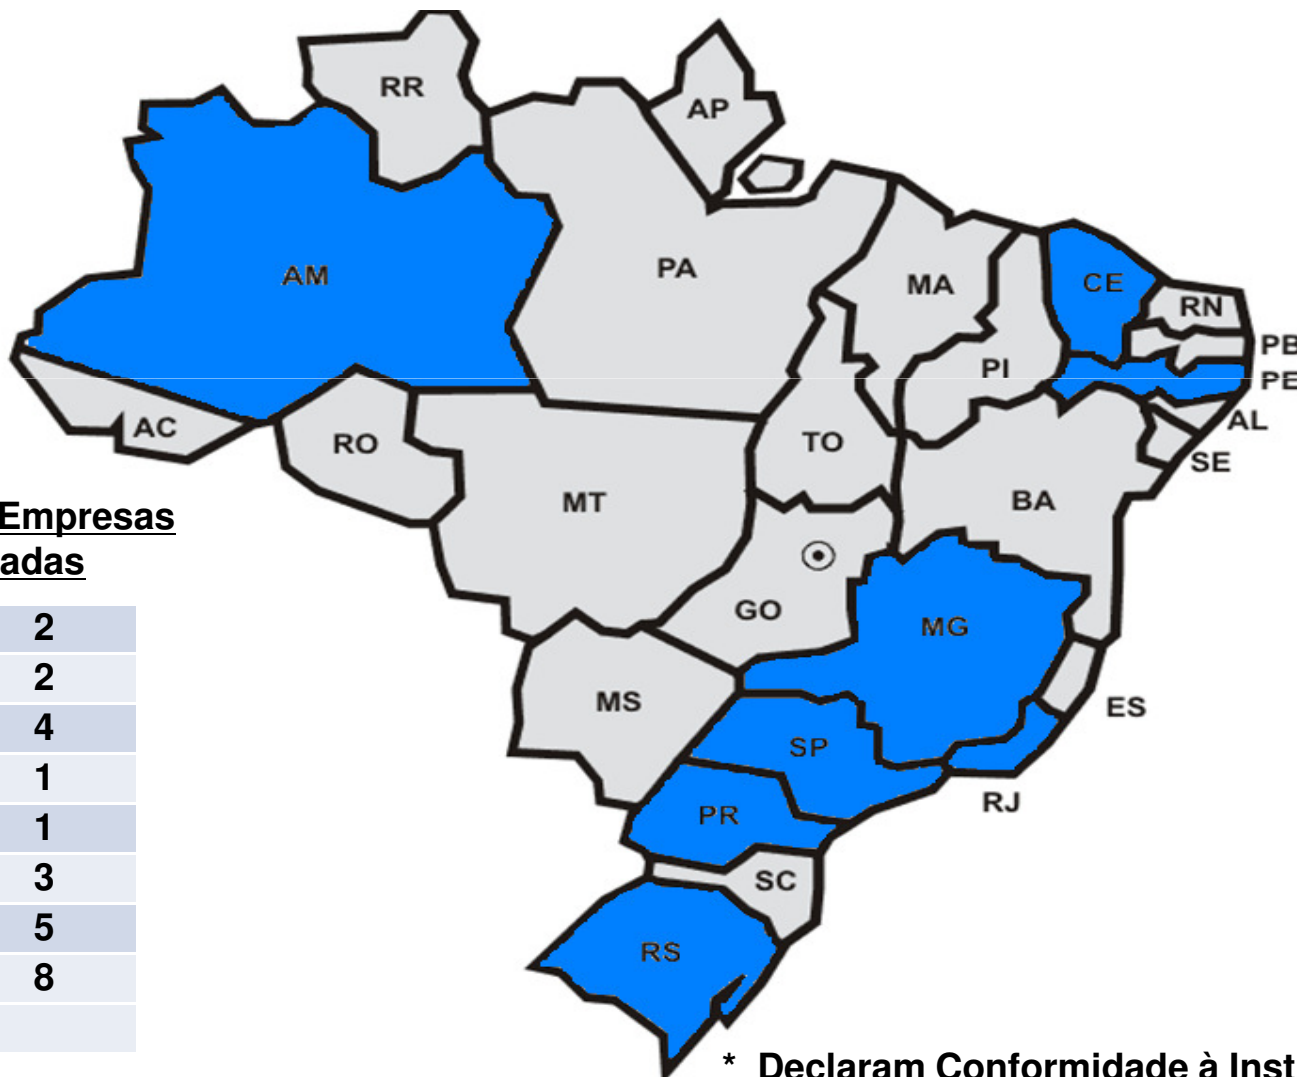 RR
AP
AM
PA
MA
CE
RN
PB
PI
PE
AC
RO
TO
AL
SE
MT
BA
Empresas
adas
GO
MG
2
2
MS
ES
4
SP
1
RJ
PR
1
3
SC
5
RS
8
* Declaram Conformidade à Inst